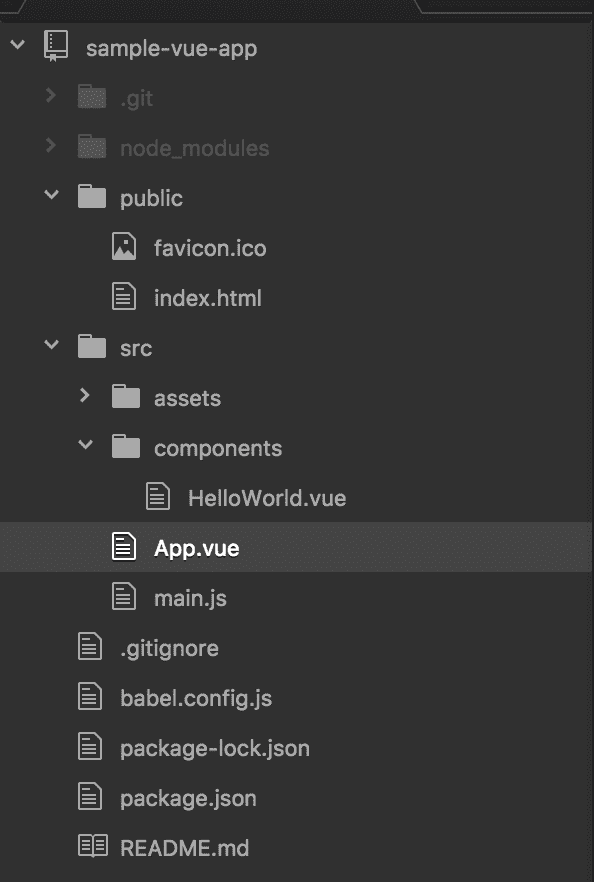 sample-vue-app
.git
node_modules
public
favicon.ico
index.html
src
assets
components
HelloWorld.vue
App.vue
main.js
.gitignore
babel.config.js
package-lock.json
package.json
README.md